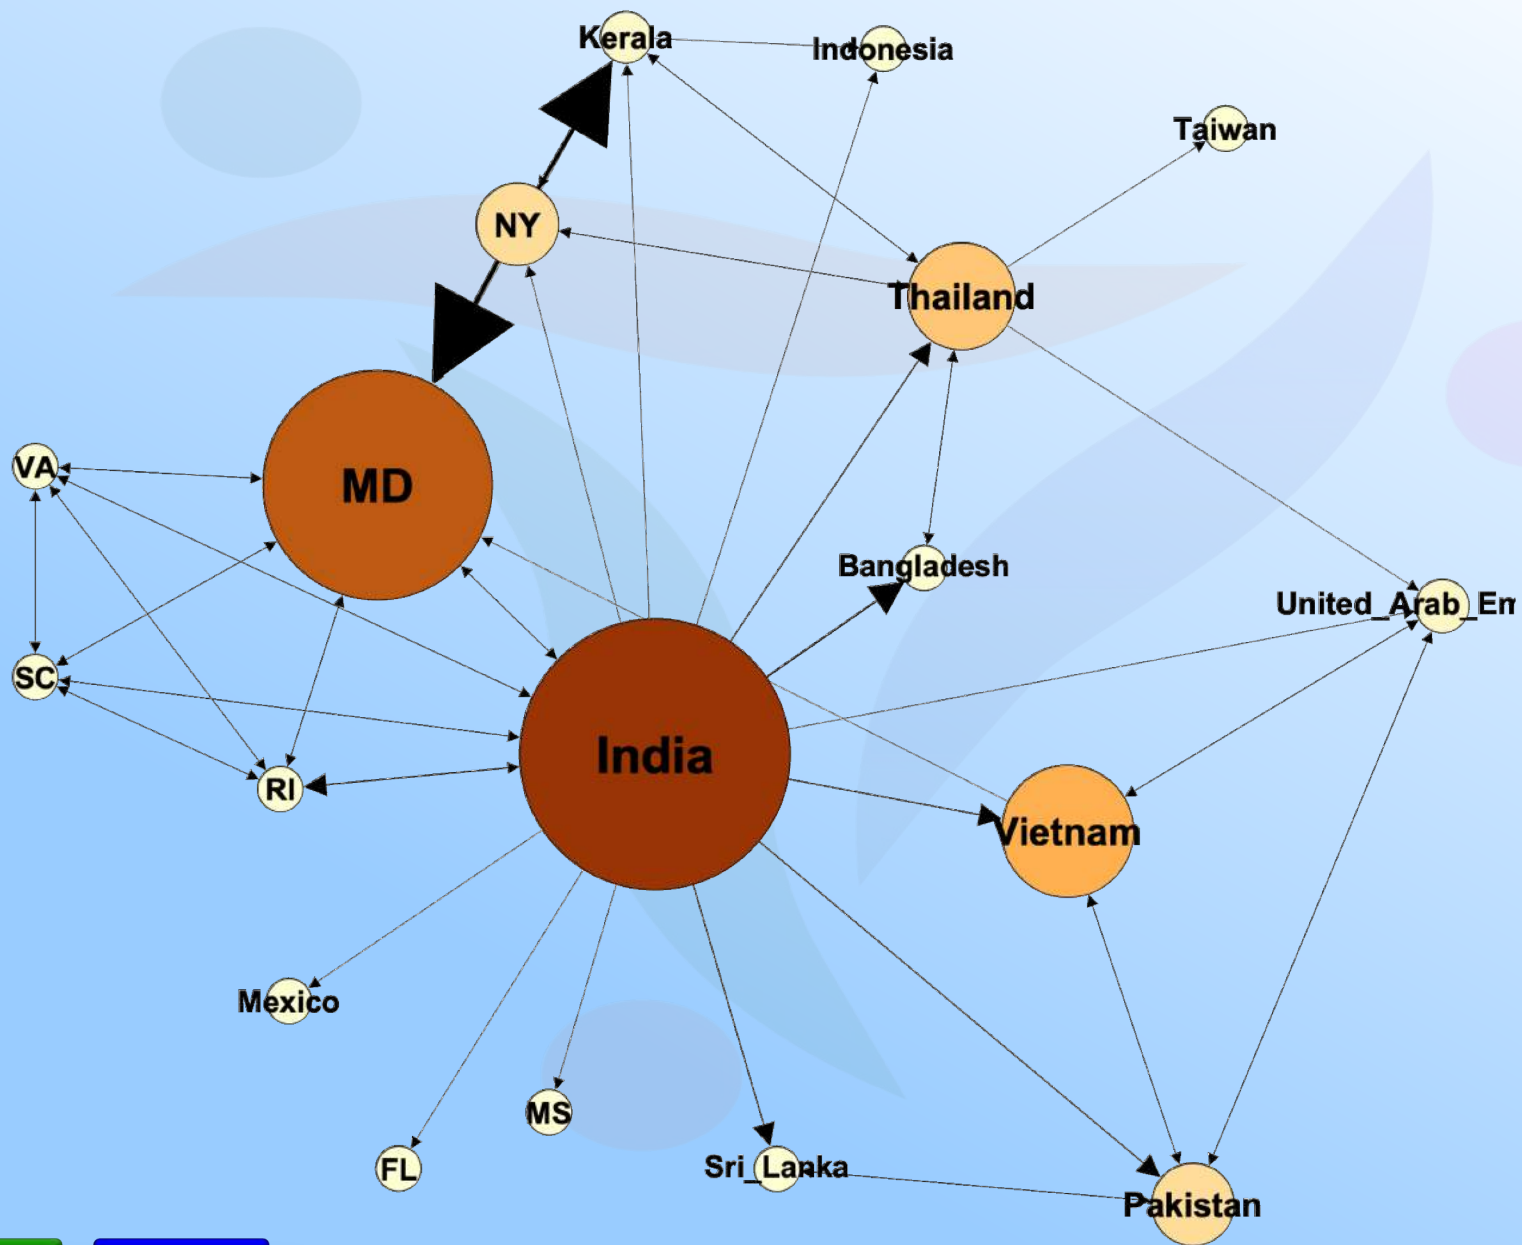 Kerala
Indonesia
Taiwan
NY
Thailand
VA
MD
Bangladesh
United_Arab_Em
SC
India
RI
Vietnam
Mexico
MS
FL
Sri_Lanka
Pakistan